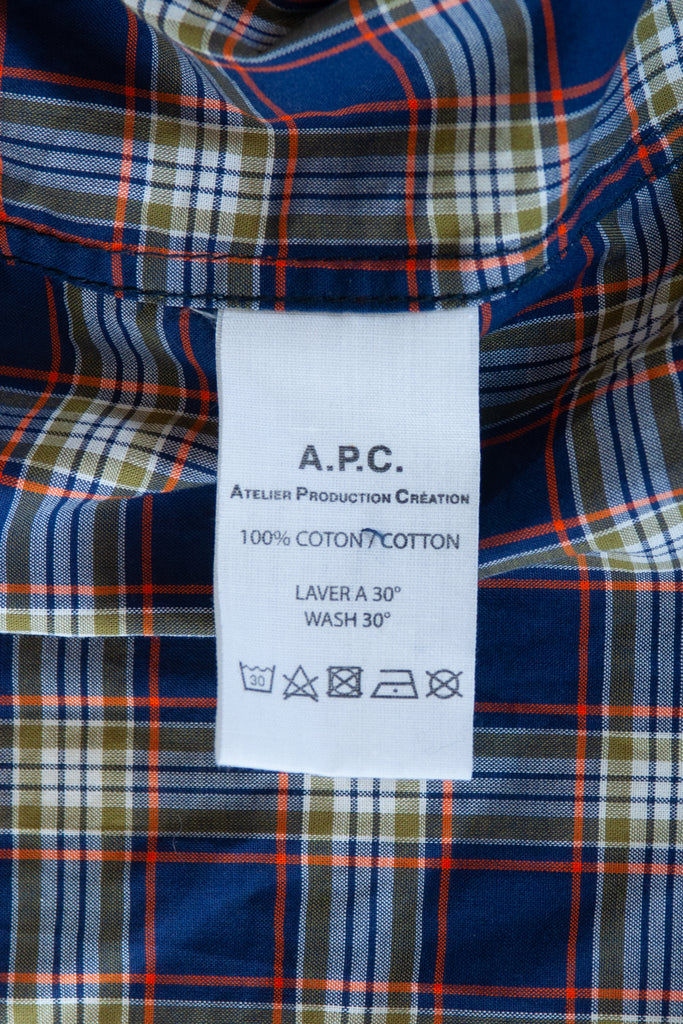 A.P.C.
ATELIER PRODUCTION CRÉATION
100% COTON / COTTON
LAVER A 30°
WASH 30°
30